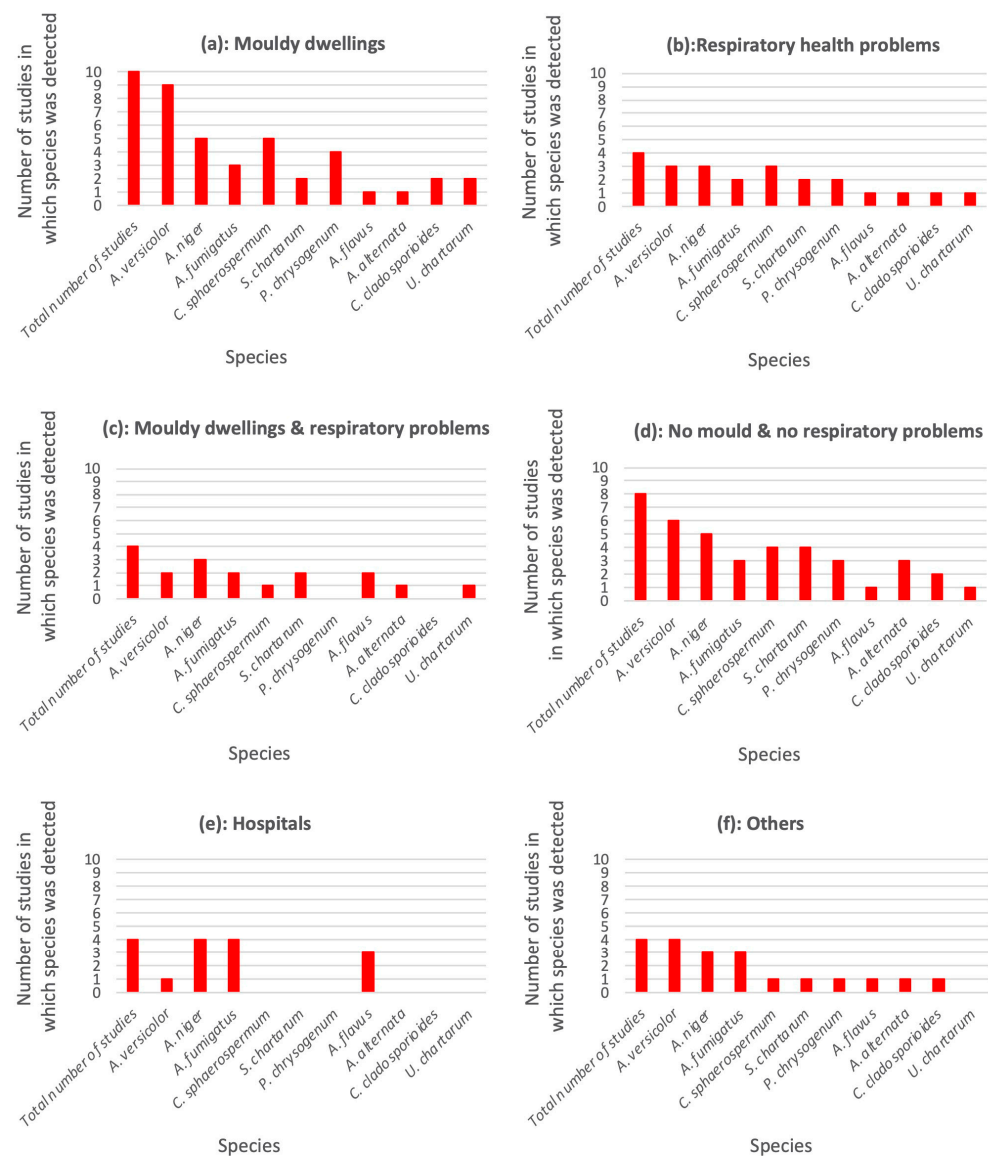 (a): Mouldy dwellings
Number of studies in
which species was detected
10
9
8
7
6
5
4
3
2
1
0
Total number of studies
A. versicolor
A. niger
A. fumigatus
C. sphaerospermum
S. chartarum
P. chrysogenum
A. flavus
A. alternata
C. cladosporioides
U. chartarum
Species
(b):Respiratory health problems
Number of studies in
which species was detected
10
9
8
7
6
5
4
3
2
1
0
Total number of studies
A. versicolor
A. niger
A. fumigatus
C. sphaerospermum
S. chartarum
P. chrysogenum
A. flavus
A. alternata
C. cladosporioides
U. chartarum
Species
(c): Mouldy dwellings & respiratory problems
Number of studies in
which species was detected
10
9
8
7
6
5
4
3
2
1
0
Total number of studies
A. versicolor
A. niger
A. fumigatus
C. sphaerospermum
S. chartarum
P. chrysogenum
A. flavus
A. alternata
C. cladosporioides
U. chartarum
Species
(d): No mould & no respiratory problems
Number of studies
in which species was detected
10
9
8
7
6
5
4
3
2
1
0
Total number of studies
A. versicolor
A. niger
A. fumigatus
C. sphaerospermum
S. chartarum
P. chrysogenum
A. flavus
A. alternata
C. cladosporioides
U. chartarum
Species
(e): Hospitals
Number of studies in
which species was detected
10
9
8
7
6
5
4
3
2
1
0
Total number of studies
A. versicolor
A. niger
A. fumigatus
C. sphaerospermum
S. chartarum
P. chrysogenum
A. flavus
A. alternata
C. cladosporioides
U. chartarum
Species
(f): Others
Number of studies in
which species was detected
10
9
8
7
6
5
4
3
2
1
0
Total number of studies
A. versicolor
A. niger
A. fumigatus
C. sphaerospermum
S. chartarum
P. chrysogenum
A. flavus
A. alternata
C. cladosporioides
U. chartarum
Species